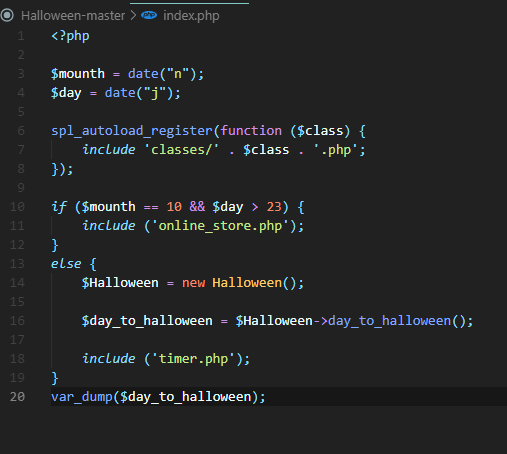 Halloween-master > php index.php
1 <?php
2
3 $mounth = date("n");
4 $day = date("j");
5
6 spl_autoload_register(function ($class) {
7     include 'classes/' . $class . '.php';
8 });
9
10 if ($mounth == 10 && $day > 23) {
11     include ('online_store.php');
12 }
13 else {
14     $Halloween = new Halloween();
15
16     $day_to_halloween = $Halloween->day_to_halloween();
17
18     include ('timer.php');
19 }
20 var_dump($day_to_halloween);